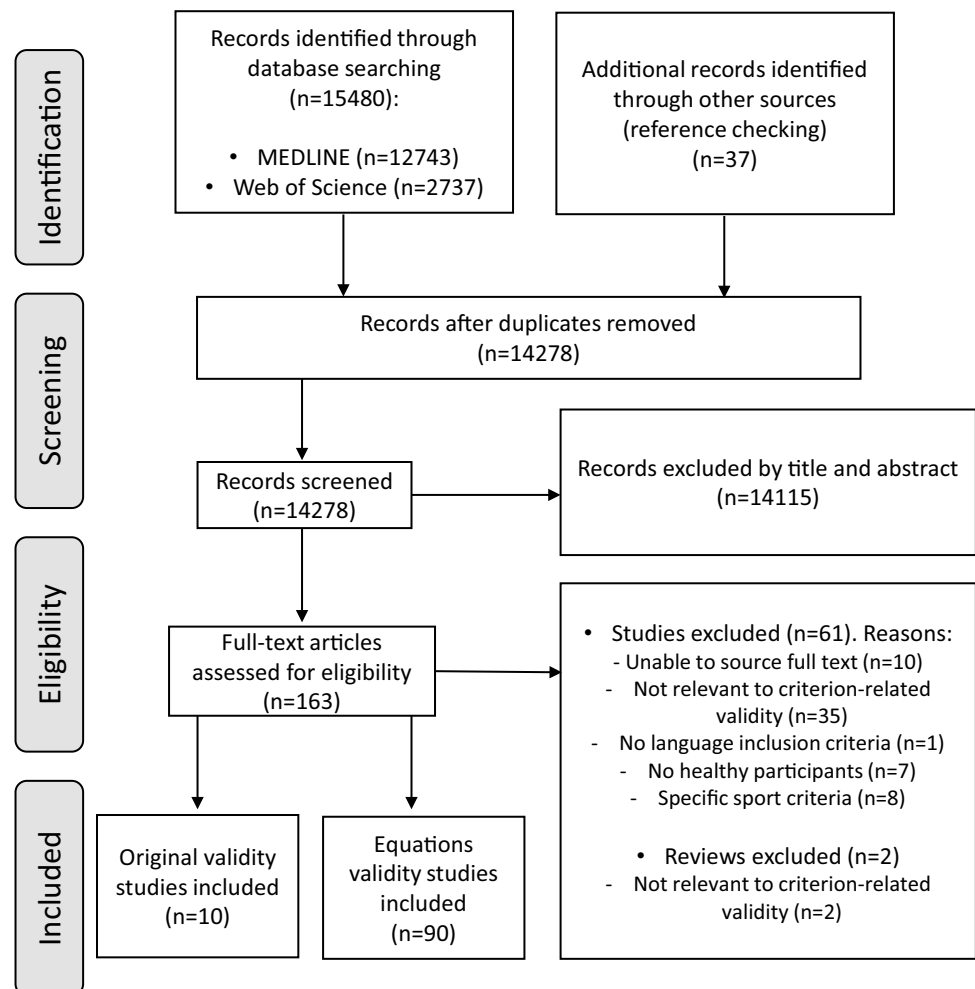 Identification
Records identified through
database searching
(n=15480):
• MEDLINE (n=12743)
• Web of Science (n=2737)
Additional records identified
through other sources
(reference checking)
(n=37)
Screening
Records after duplicates removed
(n=14278)
Records screened
(n=14278)
Records excluded by title and abstract
(n=14115)
Eligibility
Full-text articles
assessed for eligibility
(n=163)
• Studies excluded (n=61). Reasons:
- Unable to source full text (n=10)
- Not relevant to criterion-related
validity (n=35)
- No language inclusion criteria (n=1)
- No healthy participants (n=7)
- Specific sport criteria (n=8)
• Reviews excluded (n=2)
- Not relevant to criterion-related
validity (n=2)
Included
Original validity
studies included
(n=10)
Equations
validity studies
included
(n=90)